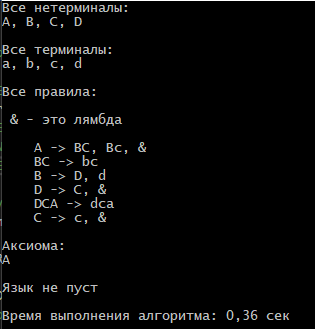 Все нетерминалы:
A, B, C, D
Все терминалы:
a, b, c, d
Все правила:
& - это лямбда
A -> BC, Bc, &
BC -> bc
B -> D, d
D -> C, &
DCA -> dca
C -> c, &
Аксиома:
A
Язык не пуст
Время выполнения алгоритма: 0,36 сек